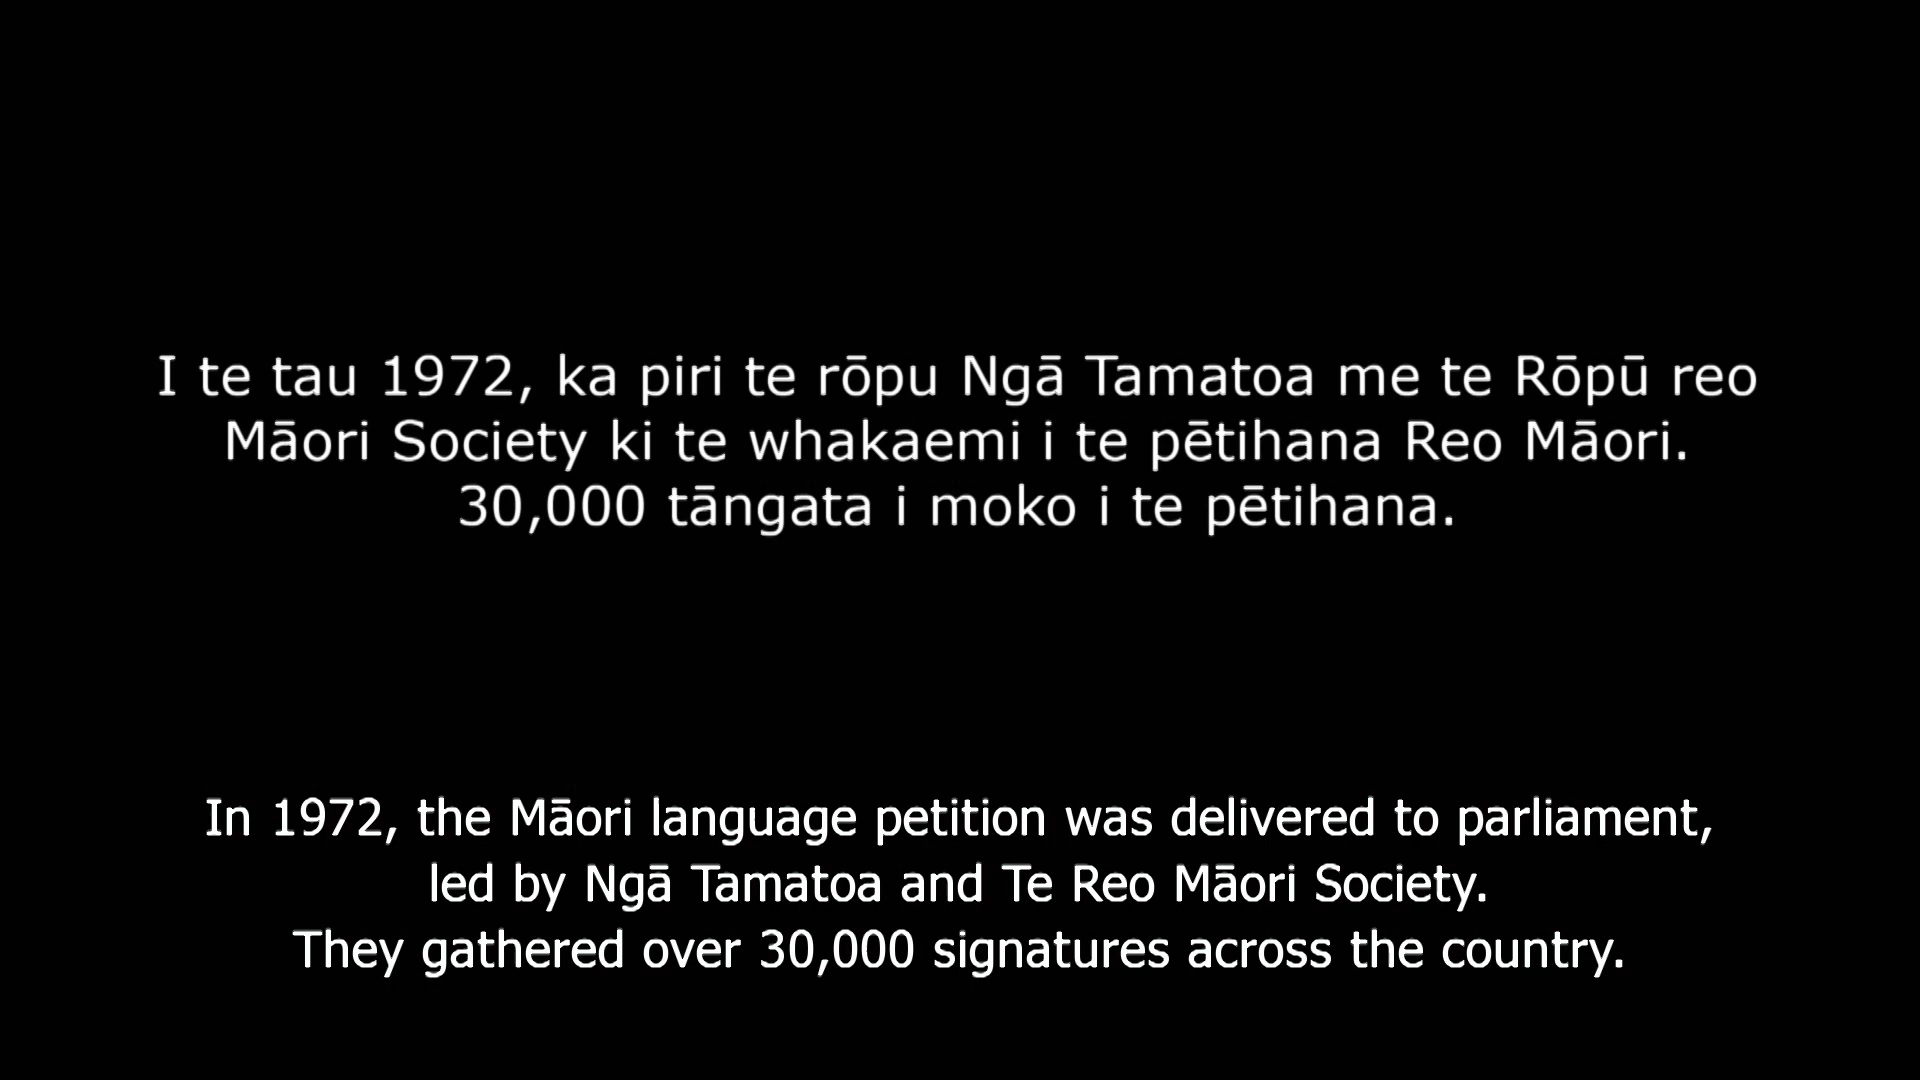 I te tau 1972, ka piri te rōpu Ngā Tamatoa me te Rōpū reo
Māori Society ki te whakaemi i te pētihana Reo Māori.
30,000 tāngata i moko i te pētihana.
In 1972, the Māori language petition was delivered to parliament,
led by Ngā Tamatoa and Te Reo Māori Society.
They gathered over 30,000 signatures across the country.